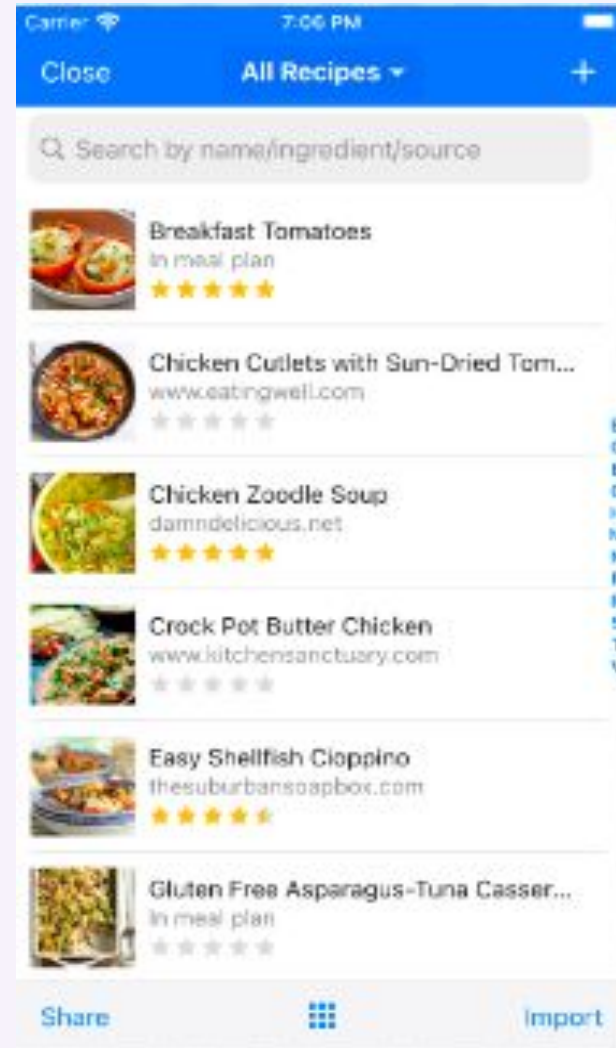 Carrier 7:06 PM
Close All Recipes +
Search by name/ingredient/source
Breakfast Tomatoes
In meal plan
Chicken Cutlets with Sun-Dried Tom...
www.eatingwell.com
Chicken Zoodle Soup
damndelicious.net
Crock Pot Butter Chicken
www.kitchensanctuary.com
Easy Shellfish Cioppino
thesuburbansoapbox.com
Gluten Free Asparagus-Tuna Casser...
In meal plan
Share Import